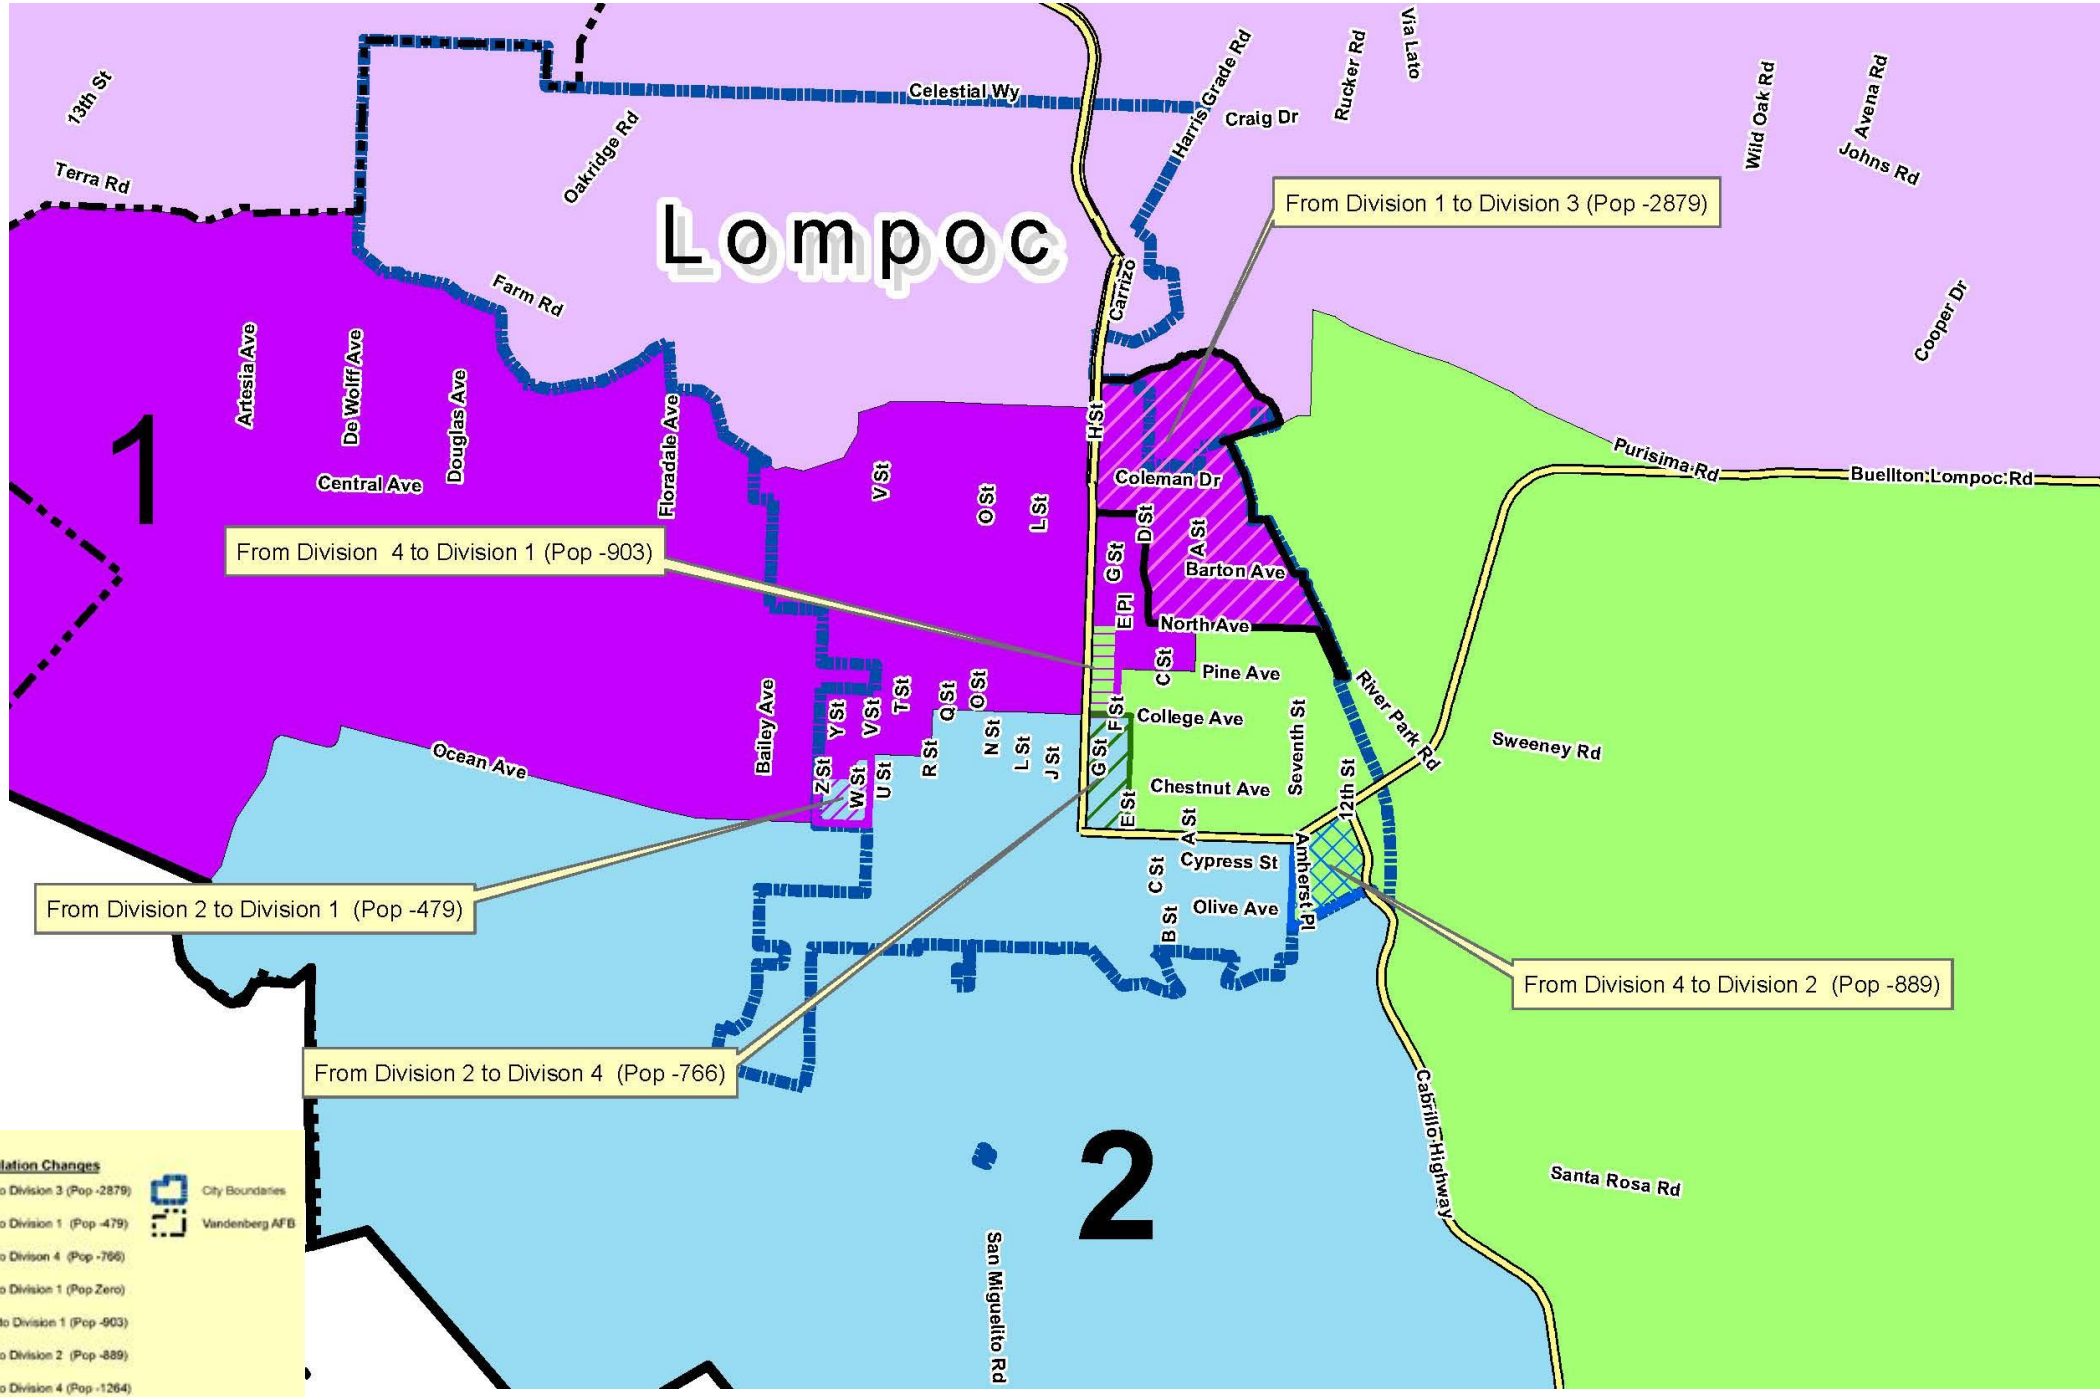 Via Lato
Rucker Rd
Harris Grade Rd
Wild Oak Rd
Avena Rd
13th St
Celestial Wy
Craig Dr
Oakridge Rd
Johns Rd
Terra Rd
From Division 1 to Division 3 (Pop -2879)
Lompoc
Carrizo
Farm Rd
Cooper Dr
Artesia Ave
De Wolff Ave
Douglas Ave
Floradale Ave
H St
1
Central Ave
V St
O St
L St
Coleman Dr
Purisima Rd
Buellton Lompoc Rd
D St
A St
From Division  4 to Division 1 (Pop -903)
G St
Barton Ave
E Pl
North Ave
C St
Pine Ave
River Park Rd
T St
Q St
O St
Bailey Ave
Y St
V St
F St
College Ave
Seventh St
Sweeney Rd
Ocean Ave
N St
L St
J St
R St
G St
Z St
W St
U St
Chestnut Ave
12th St
E St
A St
Amherst Pl
Cypress St
C St
From Division 2 to Division 1  (Pop -479)
Olive Ave
B St
From Division 4 to Division 2  (Pop -889)
From Division 2 to Divison 4  (Pop -766)
Cabrillo Highway
2
Santa Rosa Rd
San Miguelito Rd
lation Changes
o Division 3 (Pop -2879)
City Boundaries
o Division 1  (Pop -479)
Vandenberg AFB
o Divison 4  (Pop -766)
o Division 1 (Pop Zero)
to Division 1 (Pop -903)
o Division 2  (Pop -889)
o Division 4 (Pop -1264)